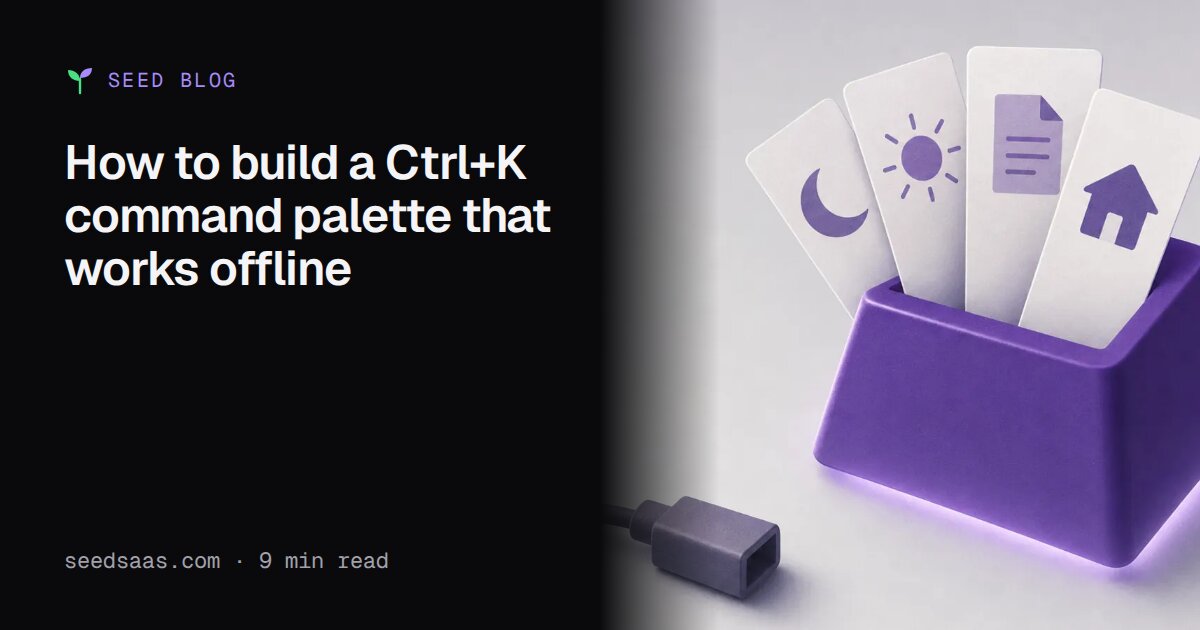 SEED BLOG
How to build a Ctrl+K
command palette that
works offline
seedsaas.com · 9 min read